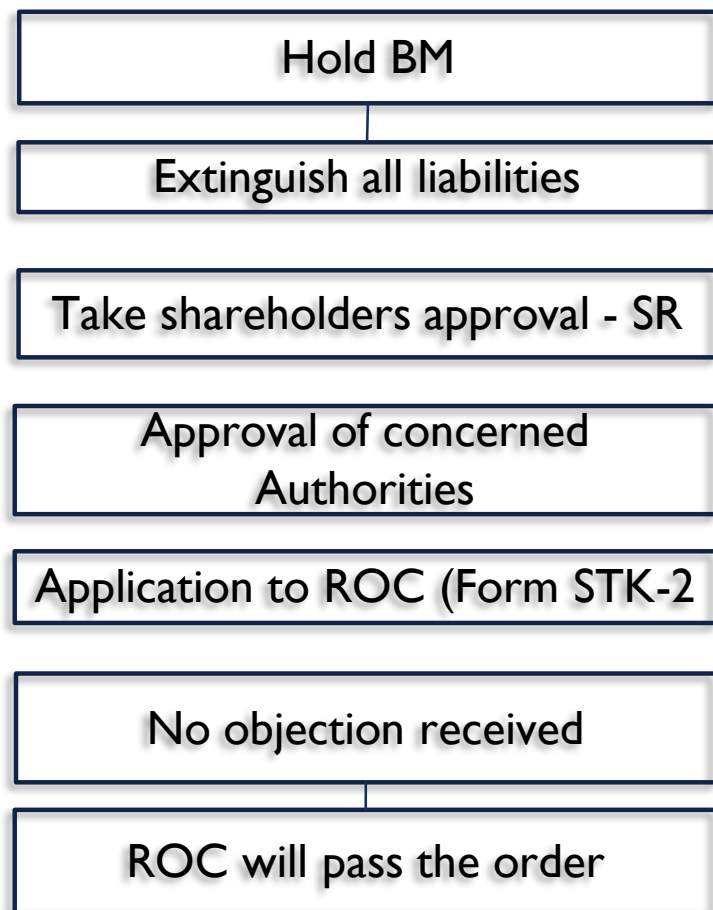 Hold BM
Extinguish all liabilities
Take shareholders approval - SR
Approval of concerned
Authorities
Application to ROC (Form STK-2
No objection received
ROC will pass the order